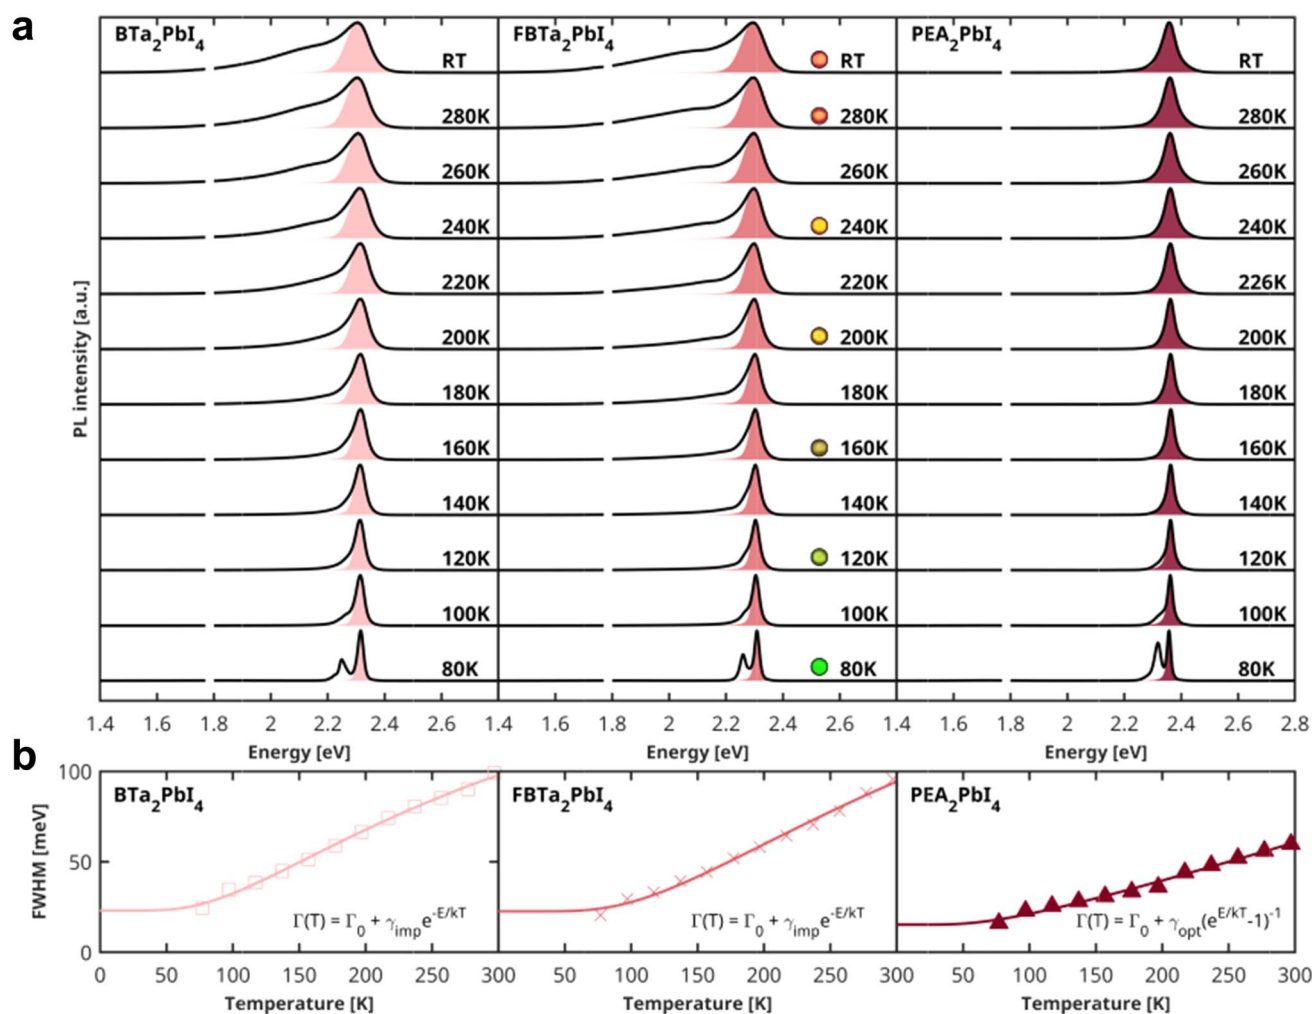 a
BTa₂PbI₄
RT
280K
260K
240K
220K
200K
180K
160K
140K
120K
100K
80K
FBTa₂PbI₄
RT
280K
260K
240K
220K
200K
180K
160K
140K
120K
100K
80K
PEA₂PbI₄
RT
280K
260K
240K
226K
200K
180K
160K
140K
120K
100K
80K
PL intensity [a.u.]
1.4 1.6 1.8 2 2.2 2.4 2.6 1.4 1.6 1.8 2 2.2 2.4 2.6 1.4 1.6 1.8 2 2.2 2.4 2.6 2.8
Energy [eV] Energy [eV] Energy [eV]
b
FWHM [meV]
100
50
0
BTa₂PbI₄
Γ(T) = Γ₀ + γ_imp e^-E/kT
FBTa₂PbI₄
Γ(T) = Γ₀ + γ_imp e^-E/kT
PEA₂PbI₄
Γ(T) = Γ₀ + γ_opt(e^E/kT-1)^-1
0 50 100 150 200 250 300 50 100 150 200 250 300 50 100 150 200 250 300
Temperature [K] Temperature [K] Temperature [K]